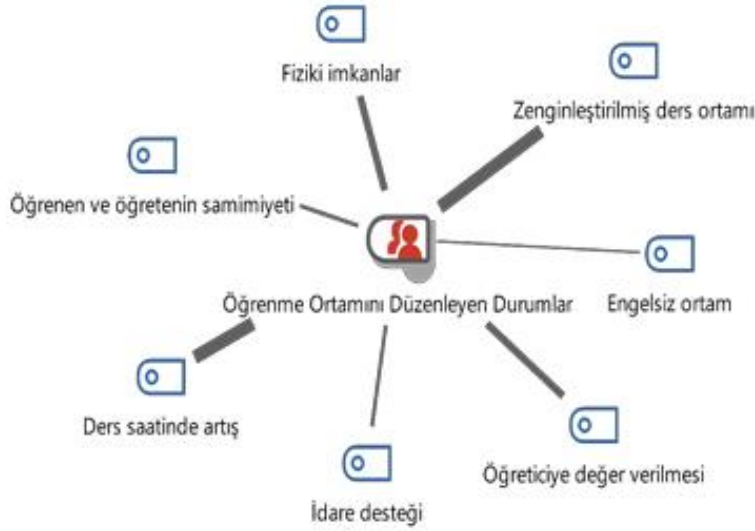 Fiziki imkanlar
Zenginleştirilmiş ders ortamı
Öğrenen ve öğretenin samimiyeti
Öğrenme Ortamını Düzenleyen Durumlar
Engelsiz ortam
Ders saatinde artış
Öğreticiye değer verilmesi
İdare desteği